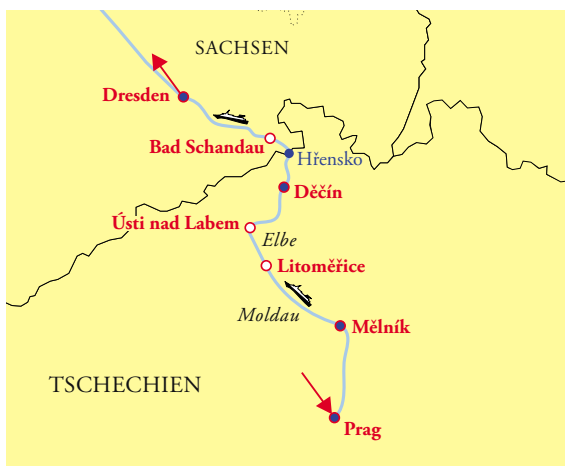 SACHSEN
Dresden
Bad Schandau
Hřensko
Děčín
Ústi nad Labem
Elbe
Litoměřice
Moldau
Mělník
TSCHECHIEN
Prag